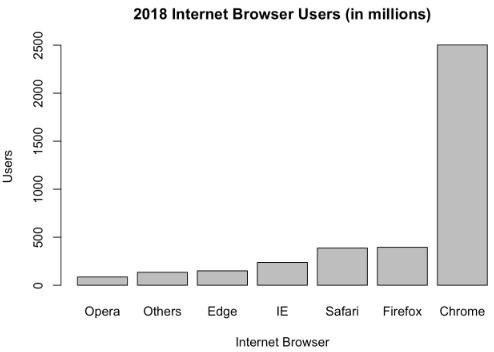 2018 Internet Browser Users (in millions)
2500
2000
1500
1000
500
0
Users
Opera Others Edge IE Safari Firefox Chrome
Internet Browser